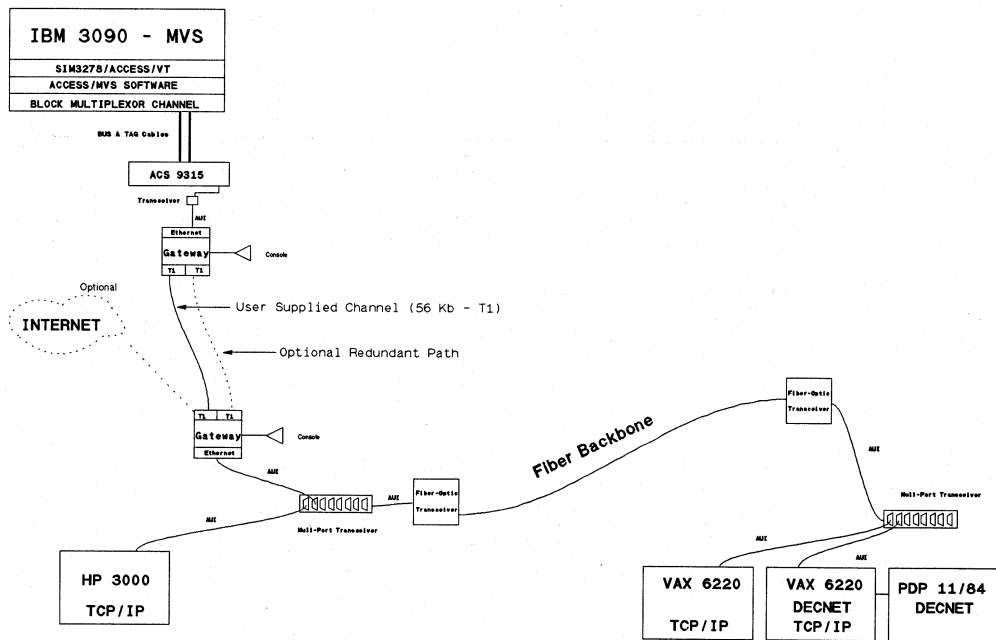 IBM 3090 - MVS
SIM3278/ACCESS/VT
ACCESS/MVS SOFTWARE
BLOCK MULTIPLEXOR CHANNEL
BUS & TAG Cables
ACS 9315
Transceiver
AUI
Ethernet
Gateway
Console
T1 T1
Optional
INTERNET
User Supplied Channel (56 Kb - T1)
Optional Redundant Path
T1 T1
Gateway
Console
Ethernet
AUI
Fiber-Optic
Transceiver
AUI
Muli-Port Transceiver
AUI
Fiber Backbone
Fiber-Optic
Transceiver
AUI
Muli-Port Transceiver
AUI
AUI
HP 3000
TCP/IP
VAX 6220
TCP/IP
VAX 6220
DECNET
TCP/IP
PDP 11/84
DECNET